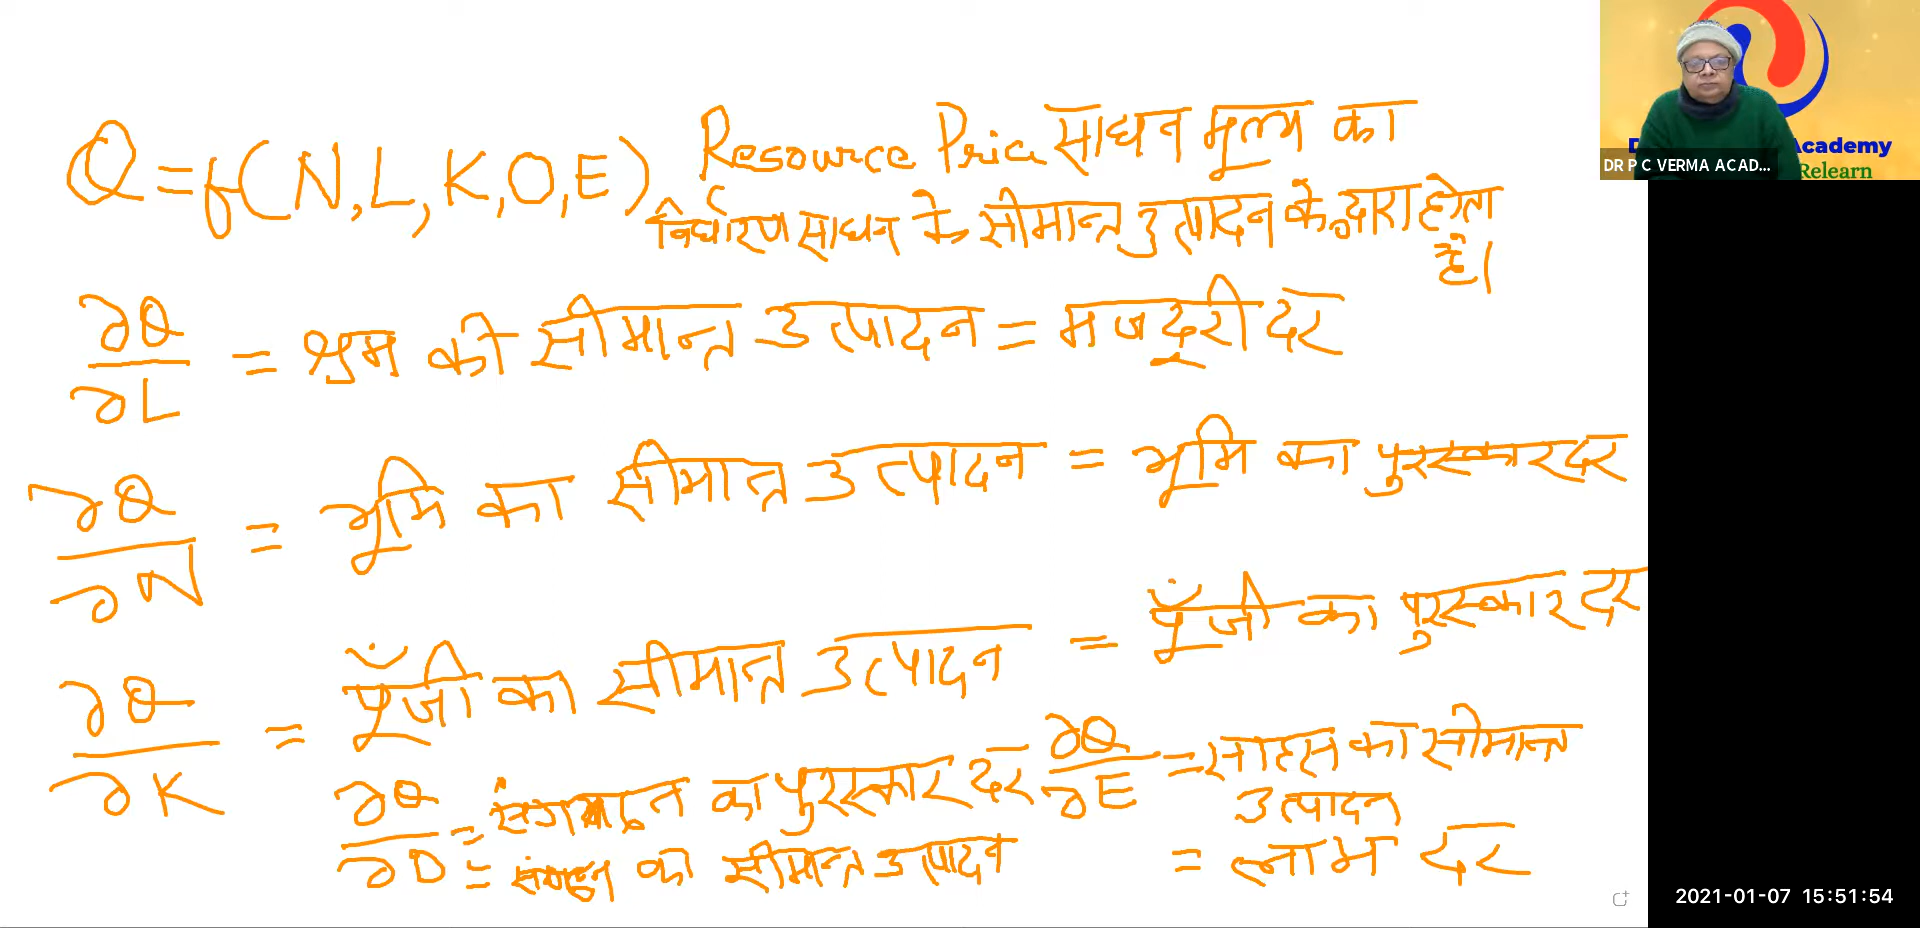 Q = f(N, L, K, O, E) Resource Price साधन मूल्य का
निर्धारण साधन के सीमान्त उत्पादन के द्वारा होता
है।
∂Q/∂L = श्रम की सीमान्त उत्पादन = मजदूरी दर
∂Q/∂N = भूमि का सीमान्त उत्पादन = भूमि का पुरस्कार दर
∂Q/∂K = पूँजी का सीमान्त उत्पादन = पूँजी का पुरस्कार दर
∂Q/∂O = संगठन का पुरस्कार दर
= संगठन का सीमान्त उत्पादन
∂Q/∂E = साहस का सीमान्त
उत्पादन
= लाभ दर
Academy
Relearn
DR P C VERMA ACAD...
2021-01-07 15:51:54